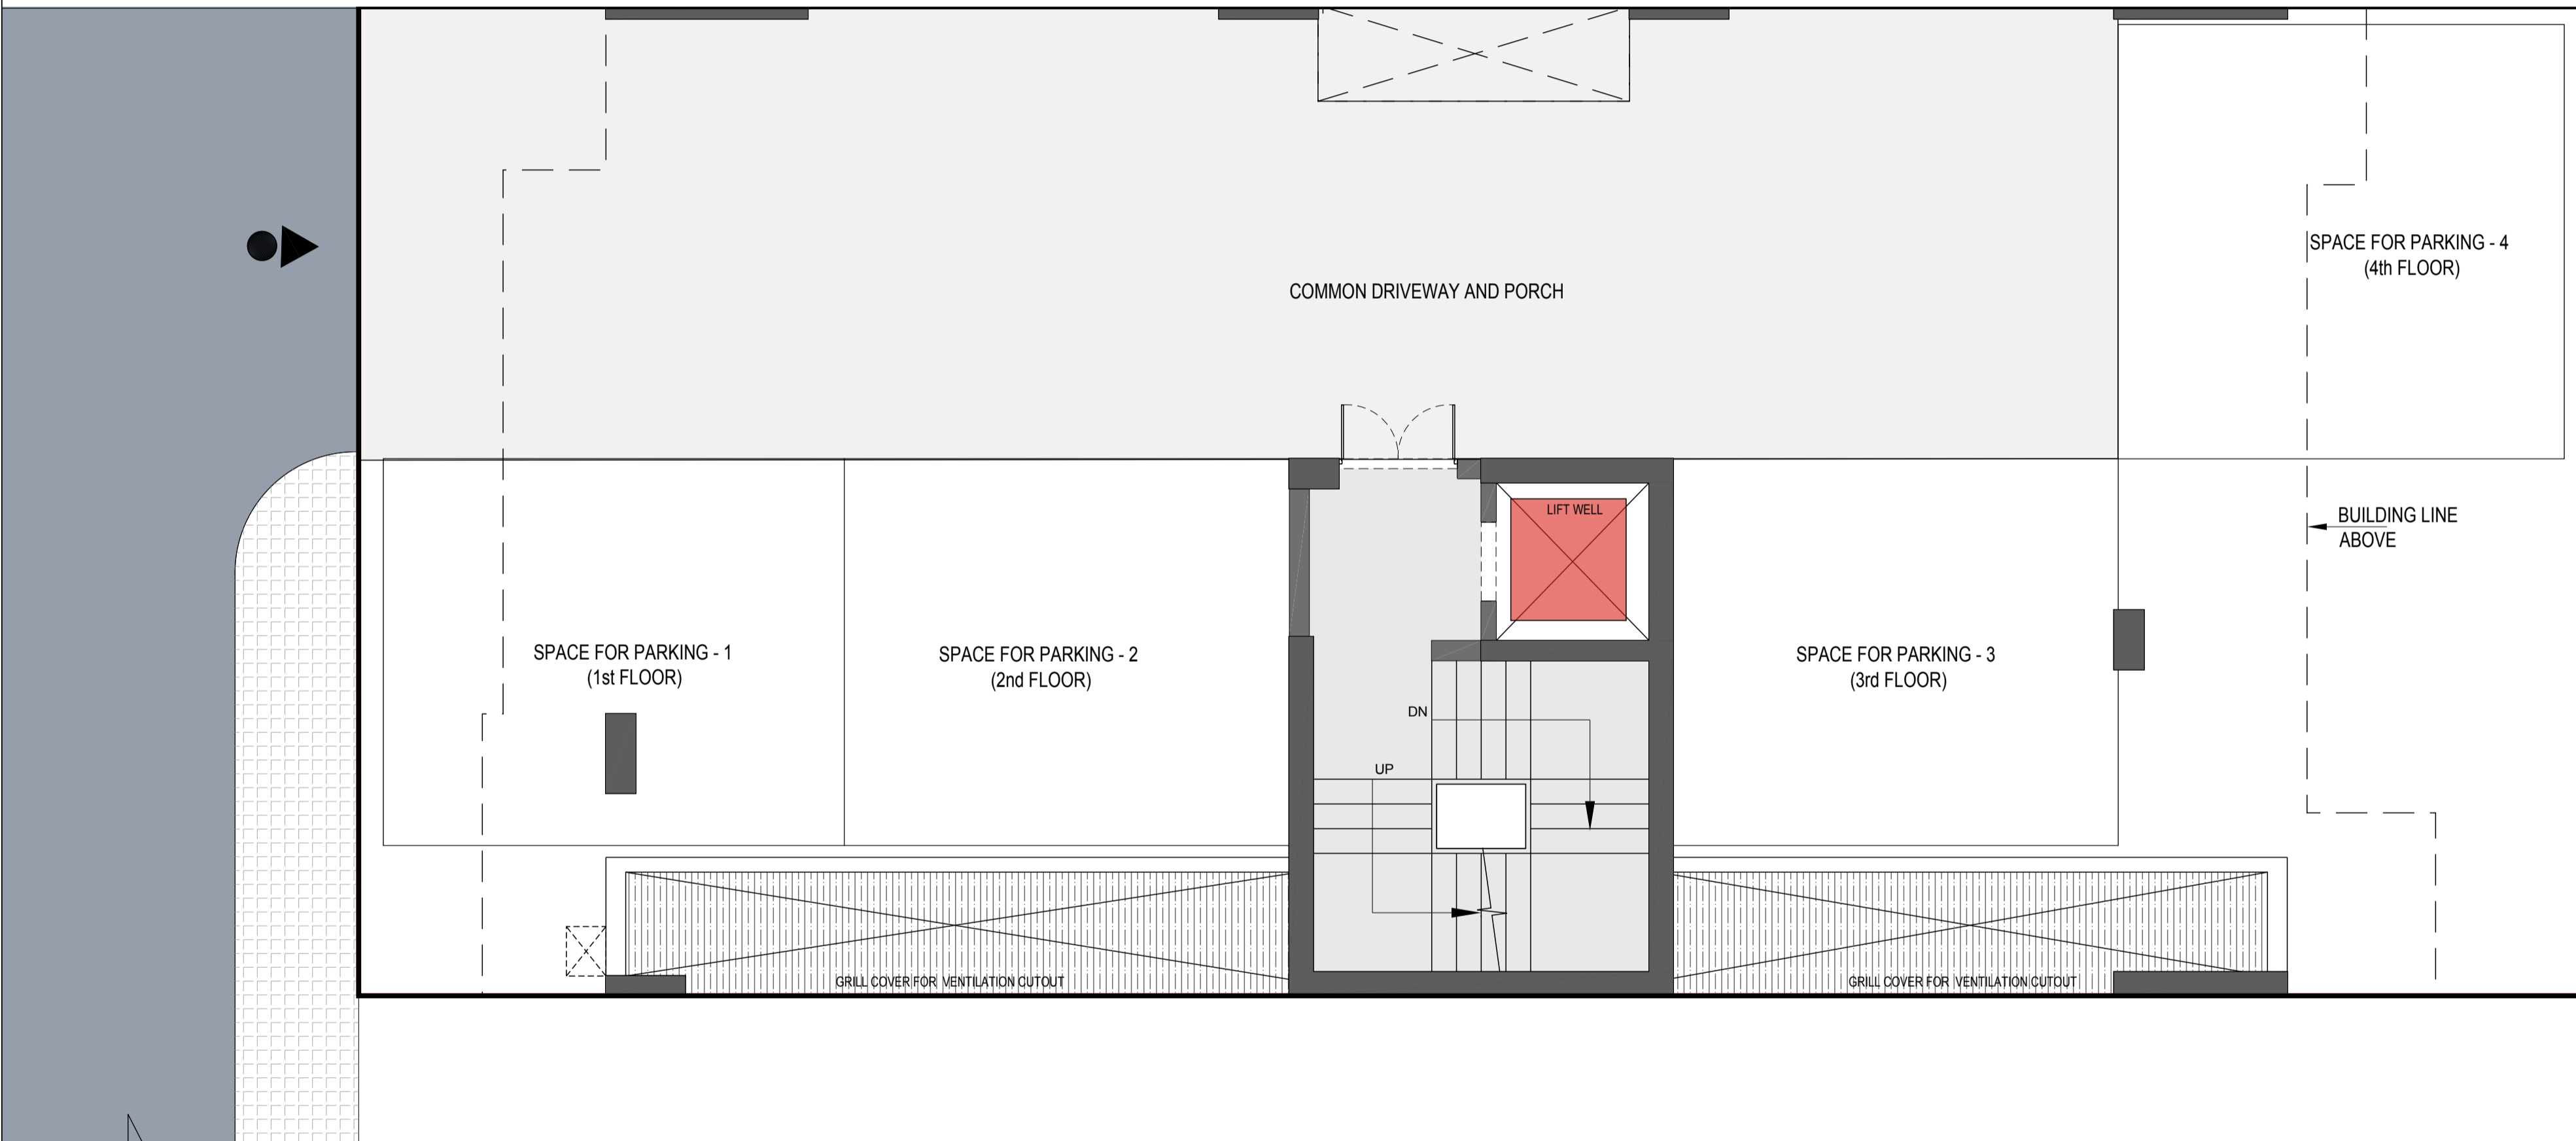 SPACE FOR PARKING - 4
(4th FLOOR)
COMMON DRIVEWAY AND PORCH
LIFT WELL
BUILDING LINE
ABOVE
SPACE FOR PARKING - 1
(1st FLOOR)
SPACE FOR PARKING - 2
(2nd FLOOR)
SPACE FOR PARKING - 3
(3rd FLOOR)
DN
UP
GRILL COVER FOR VENTILATION CUTOUT
GRILL COVER FOR VENTILATION CUTOUT